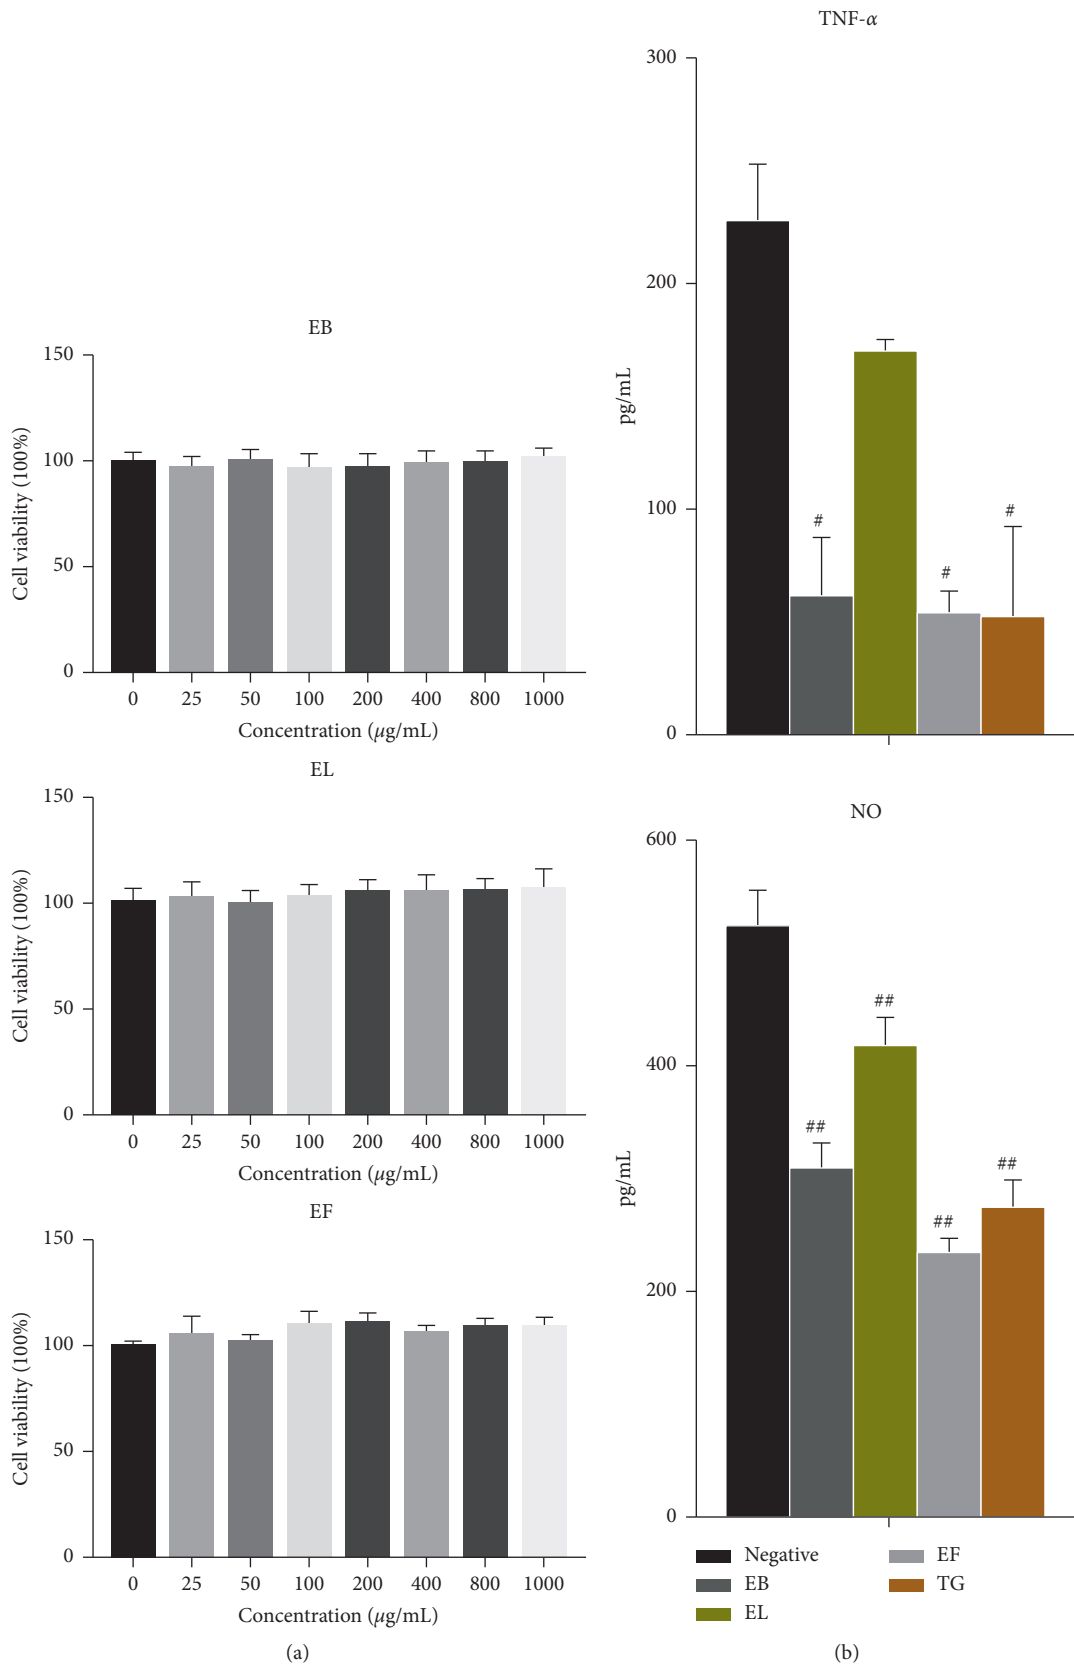 EB
150
100
50
0
Cell viability (100%)
0 25 50 100 200 400 800 1000
Concentration (μg/mL)
EL
150
100
50
0
Cell viability (100%)
0 25 50 100 200 400 800 1000
Concentration (μg/mL)
EF
150
100
50
0
Cell viability (100%)
0 25 50 100 200 400 800 1000
Concentration (μg/mL)
(a)
TNF-α
300
200
100
0
pg/mL
# # #
NO
600
400
200
0
pg/mL
## ## ## ##
Negative
EB
EL
EF
TG
(b)